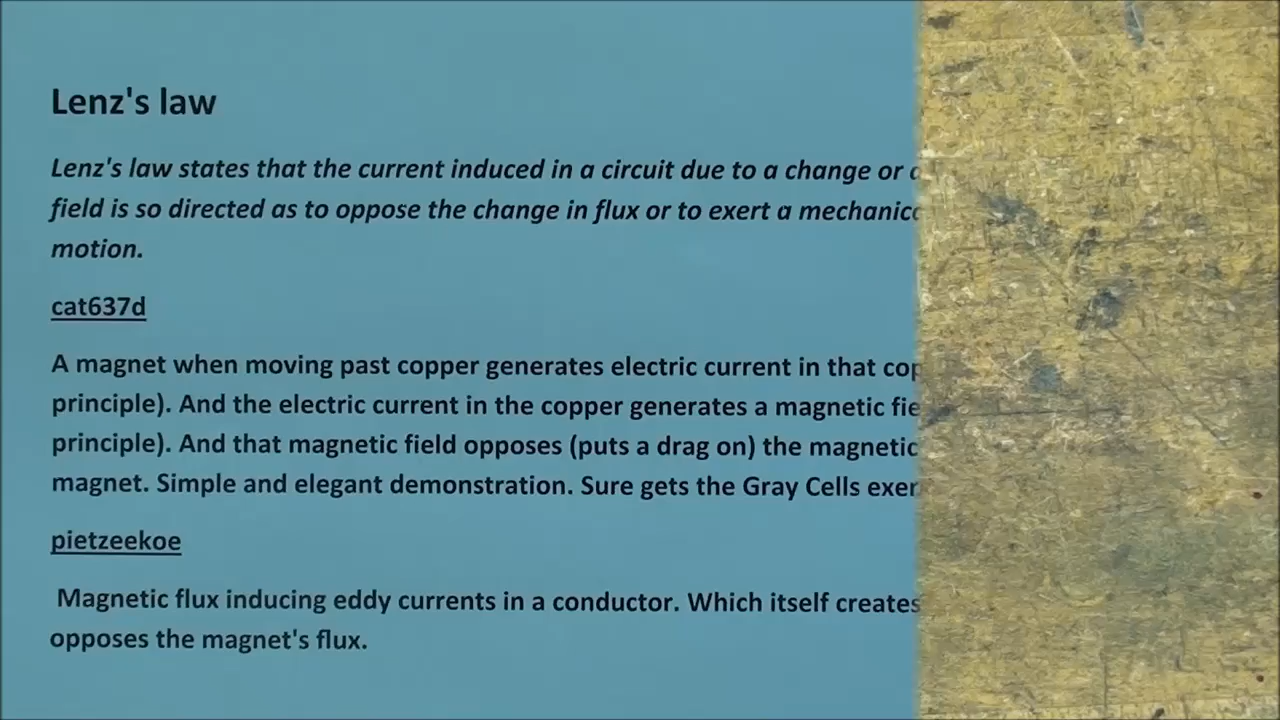 Lenz's law
Lenz's law states that the current induced in a circuit due to a change or
field is so directed as to oppose the change in flux or to exert a
motion.
cat637d
A magnet when moving past copper generates electric current in that
principle). And the electric current in the copper generates a magnetic
principle). And that magnetic field opposes (puts a drag on) the magnetic
magnet. Simple and elegant demonstration. Sure gets the Gray Cells
pietzeekoe
Magnetic flux inducing eddy currents in a conductor. Which itself creates
opposes the magnet's flux.